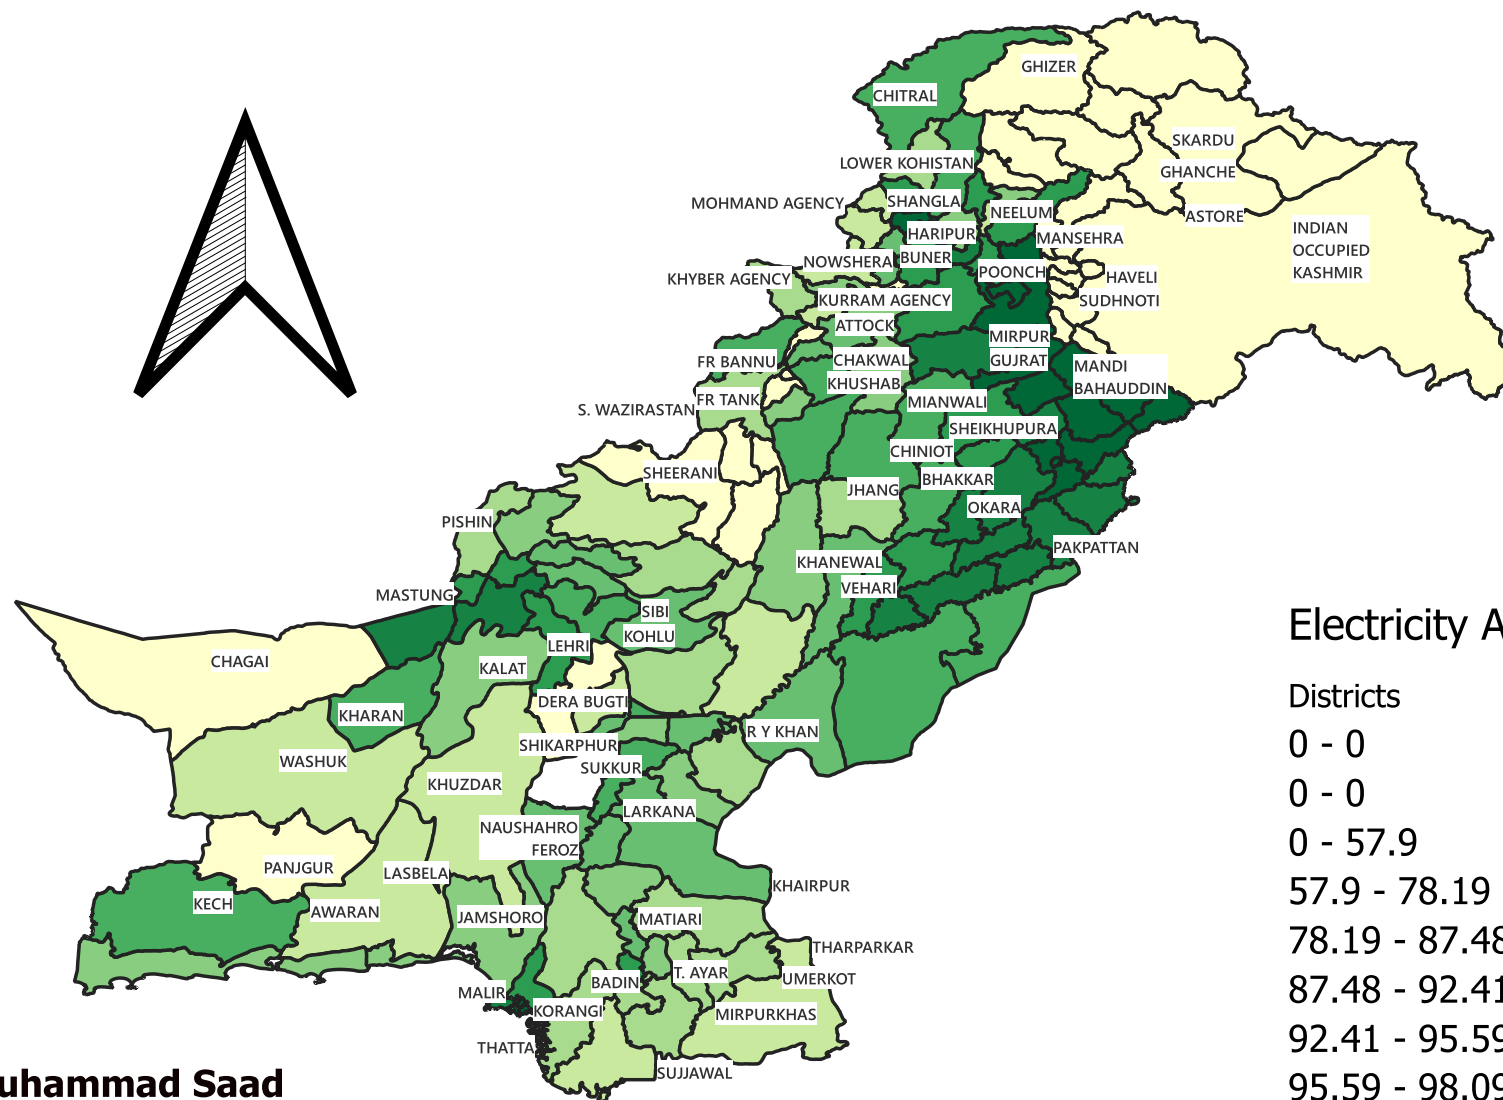 GHIZER
CHITRAL
SKARDU
LOWER KOHISTAN
GHANCHE
MOHMAND AGENCY
SHANGLA
NEELUM
ASTORE
INDIAN
OCCUPIED
KASHMIR
HARIPUR
MANSEHRA
NOWSHERA
BUNER
KHYBER AGENCY
POONCH
HAVELI
KURRAM AGENCY
SUDHNOTI
ATTOCK
MIRPUR
FR BANNU
CHAKWAL
GUJRAT
MANDI
BAHAUDDIN
KHUSHAB
FR TANK
MIANWALI
S. WAZIRASTAN
SHEIKHUPURA
CHINIOT
SHEERANI
BHAKKAR
JHANG
OKARA
PISHIN
PAKPATTAN
KHANEWAL
VEHARI
MASTUNG
SIBI
KOHLU
LEHRI
CHAGAI
KALAT
DERA BUGTI
KHARAN
R Y KHAN
SHIKARPHUR
WASHUK
SUKKUR
KHUZDAR
LARKANA
NAUSHAHRO
FEROZ
PANJGUR
LASBELA
KHAIRPUR
KECH
AWARAN
JAMSHORO
MATIARI
THARPARKAR
T. AYAR
UMERKOT
BADIN
MALIR
KORANGI
MIRPURKHAS
THATTA
SUJJAWAL
Electricity A
Districts
0 - 0
0 - 0
0 - 57.9
57.9 - 78.19
78.19 - 87.48
87.48 - 92.41
92.41 - 95.59
95.59 - 98.09
uhammad Saad